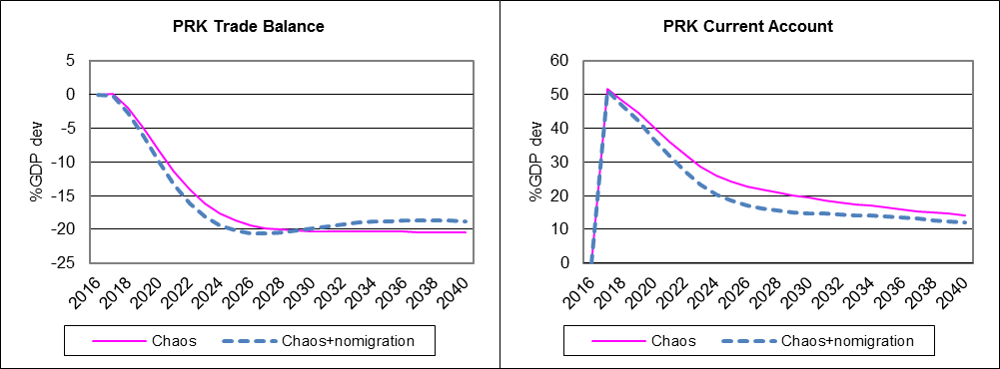 PRK Trade Balance
%GDP dev
5
0
-5
-10
-15
-20
-25
2016 2018 2020 2022 2024 2026 2028 2030 2032 2034 2036 2038 2040
Chaos Chaos+nomigration
PRK Current Account
%GDP dev
60
50
40
30
20
10
0
2016 2018 2020 2022 2024 2026 2028 2030 2032 2034 2036 2038 2040
Chaos Chaos+nomigration